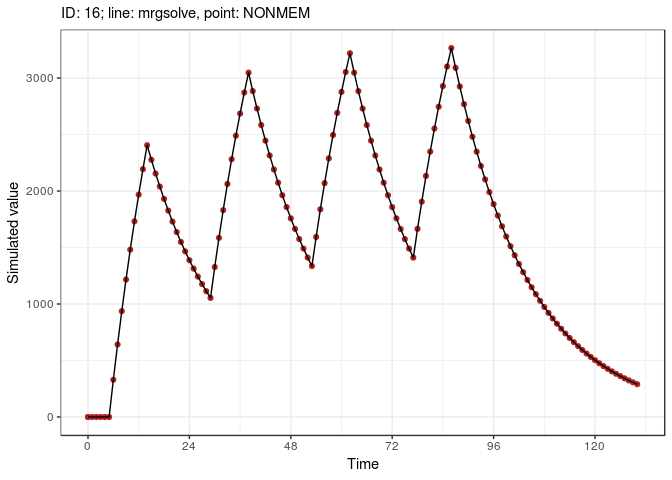 ID: 16; line: mrgsolve, point: NONMEM
Simulated value
3000
2000
1000
0
0 24 48 72 96 120
Time